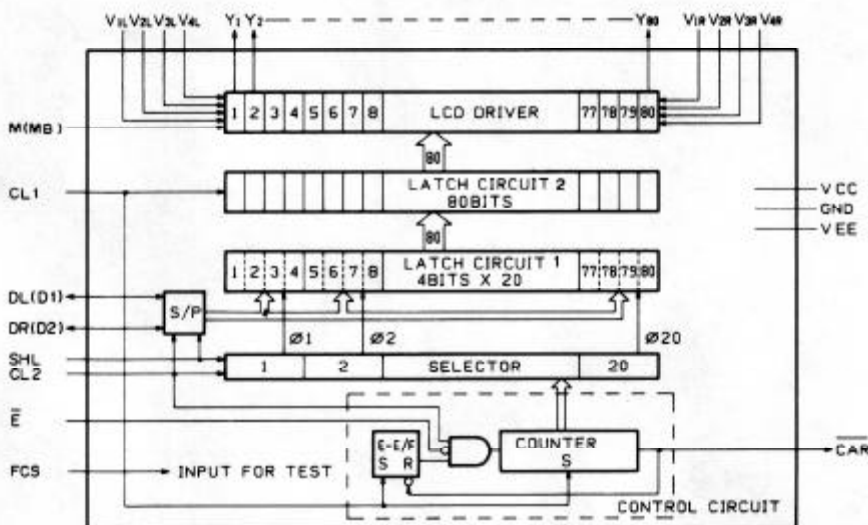 V1L V2L V3L V4L Y1 Y2 Y80 V1R V2R V3R V4R
1 2 3 4 5 6 7 8 LCD DRIVER 77 78 79 80
M(MB)
80
CL1
LATCH CIRCUIT 2
80BITS
VCC
GND
VEE
80
1 2 3 4 5 6 7 8 LATCH CIRCUIT 1 77 78 79 80
4BITS X 20
DL(D1)
S/P
DR(D2)
Ø1 Ø2 Ø20
SHL
CL2
1 2 SELECTOR 20
E̅
E-F/F
S R
COUNTER
S
C̅A̅R̅
FCS
INPUT FOR TEST
CONTROL CIRCUIT